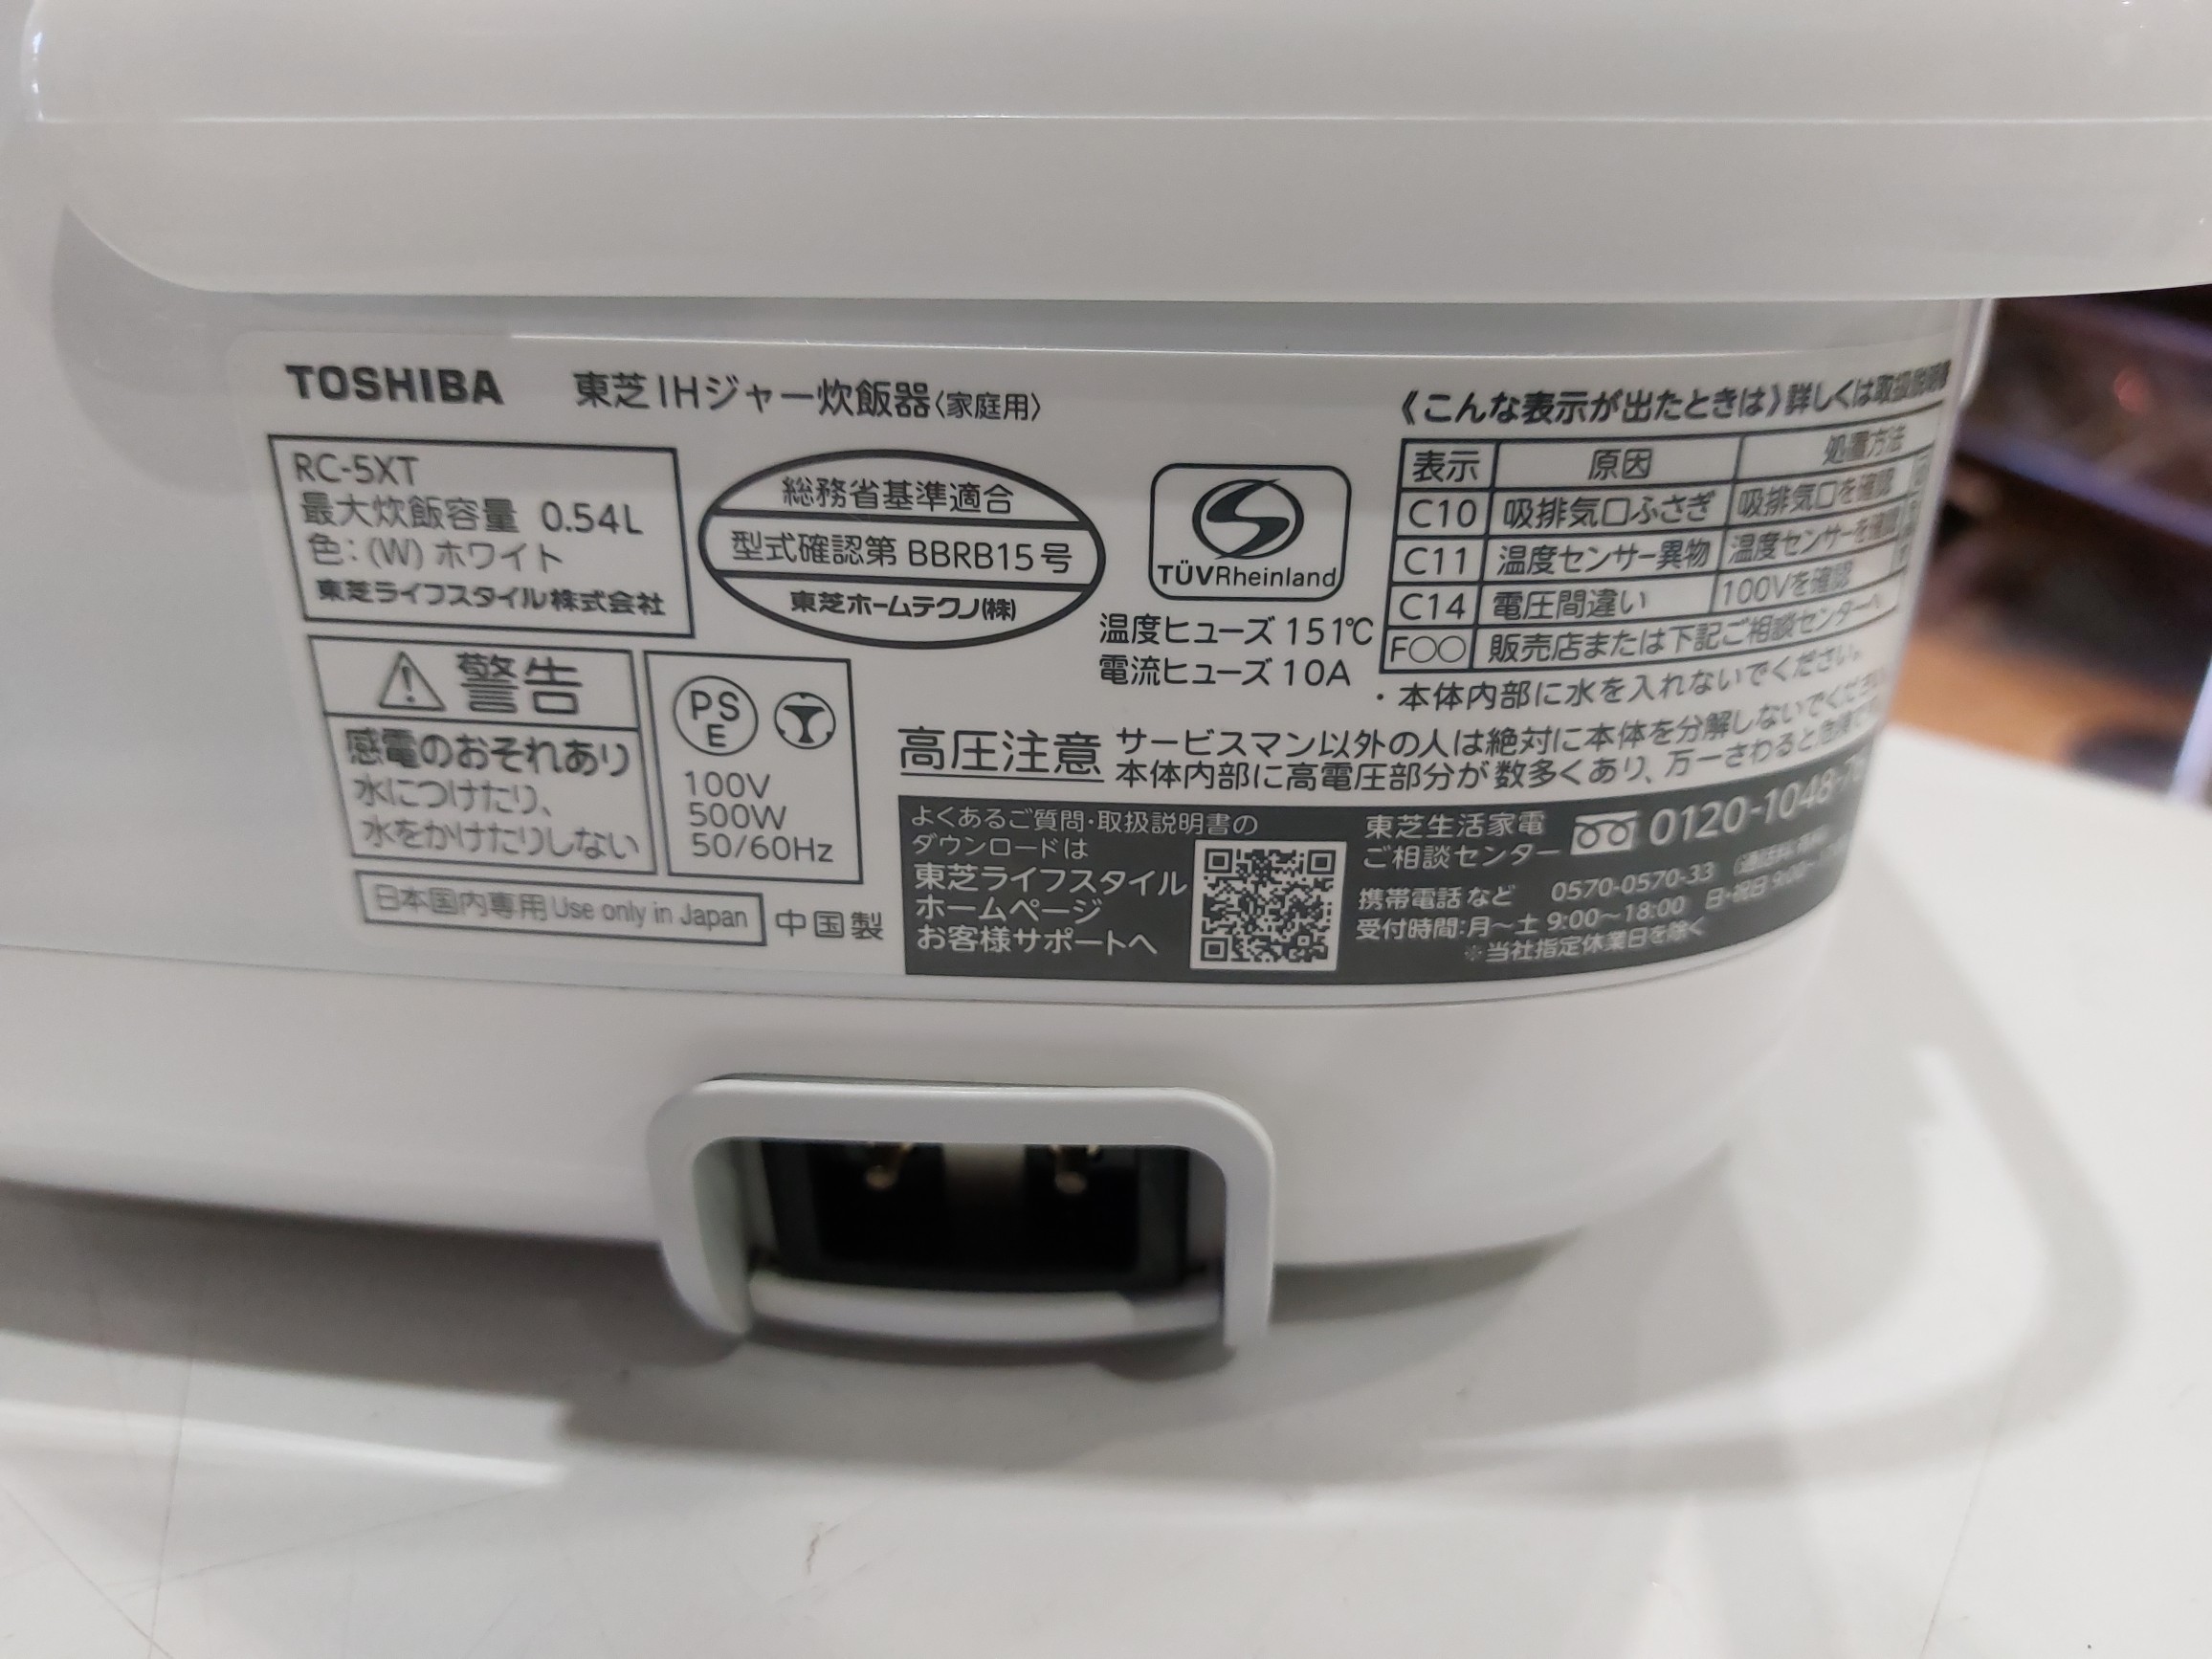 TOSHIBA 東芝IHジャー炊飯器〈家庭用〉
RC-5XT
最大炊飯容量 0.54L
色：(W) ホワイト
東芝ライフスタイル株式会社
総務省基準適合
型式確認第 BBRB15号
東芝ホームテクノ(株)
TÜVRheinland
温度ヒューズ 151℃
電流ヒューズ 10A
《こんな表示が出たときは》詳しくは取扱説明書
表示 原因 処置方法
C10 吸排気口ふさぎ 吸排気口を確認
C11 温度センサー異物 温度センサーを確認
C14 電圧間違い 100Vを確認
F○○ 販売店または下記ご相談センターへ
・本体内部に水を入れないでください。
警告
感電のおそれあり
水につけたり、
水をかけたりしない
PS
E
100V
500W
50/60Hz
日本国内専用 Use only in Japan
中国製
高圧注意
サービスマン以外の人は絶対に本体を分解しないでください
本体内部に高電圧部分が数多くあり、万一さわると危険です
よくあるご質問・取扱説明書の
ダウンロードは
東芝ライフスタイル
ホームページ
お客様サポートへ
東芝生活家電
ご相談センター
0120-1048-
携帯電話など 0570-0570-33
受付時間：月〜土 9:00〜18:00 日・祝日 9:00〜
※当社指定休業日を除く